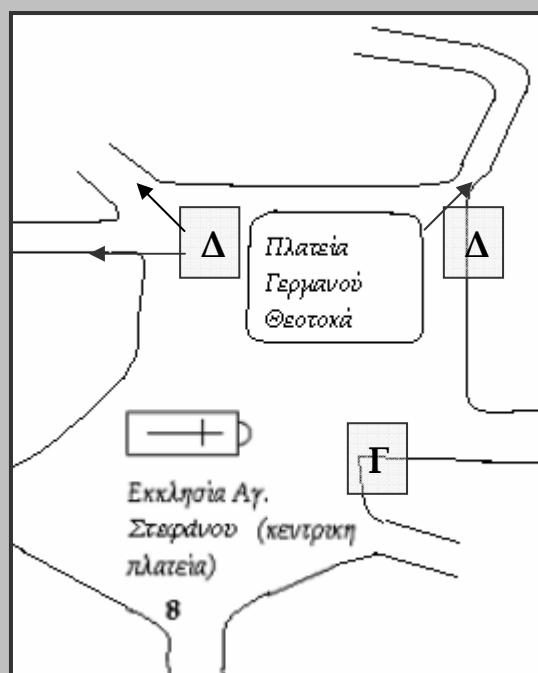 Δ
Πλατεία
Γερμανού
Θεοτοκά
Δ
Γ
Εκκλησία Αγ.
Στεφάνου (κεντρικη
πλατεία)
8